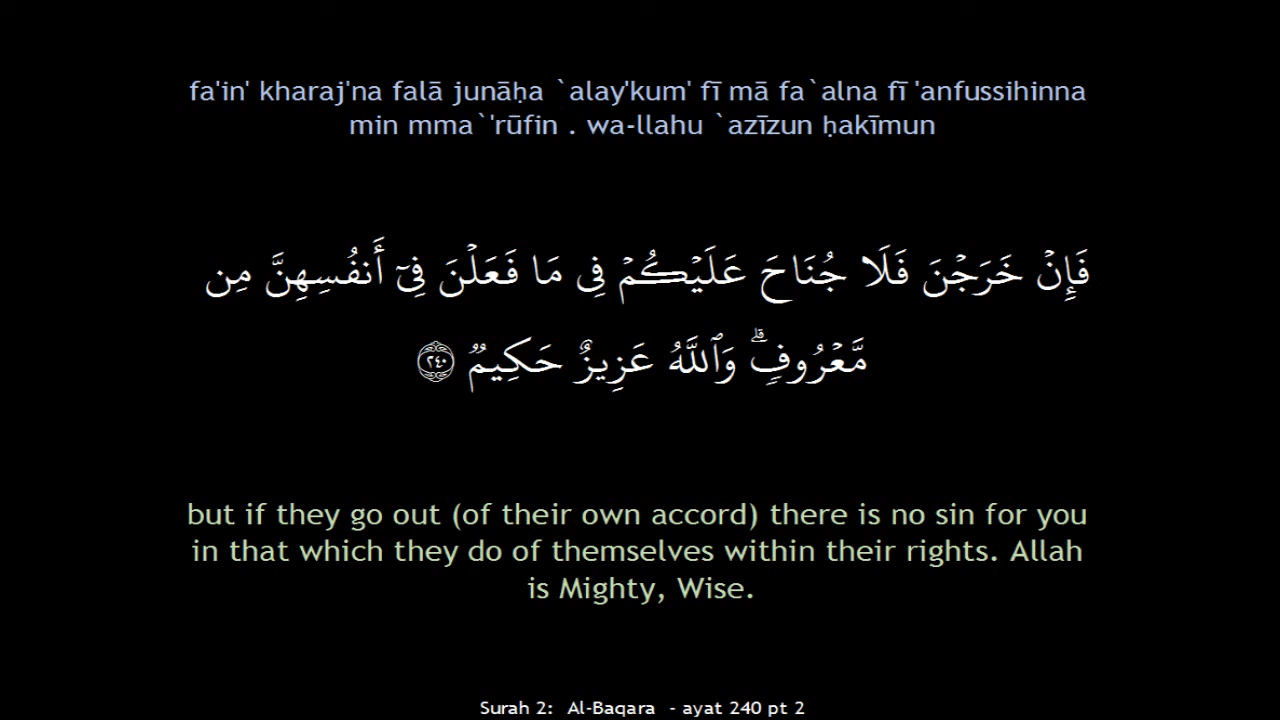 fa'in' kharaj'na falā junāḥa `alay'kum' fī mā fa`alna fī 'anfussihinna
min mma`'rūfin . wa-llahu `azīzun ḥakīmun
فَإِنْ خَرَجْنَ فَلَا جُنَاحَ عَلَيْكُمْ فِى مَا فَعَلْنَ فِىٓ أَنفُسِهِنَّ مِن
مَّعْرُوفٍۢ ۗ وَٱللَّهُ عَزِيزٌ حَكِيمٌۭ ﴿٢٤٠﴾
but if they go out (of their own accord) there is no sin for you
in that which they do of themselves within their rights. Allah
is Mighty, Wise.
Surah 2: Al-Baqara - ayat 240 pt 2